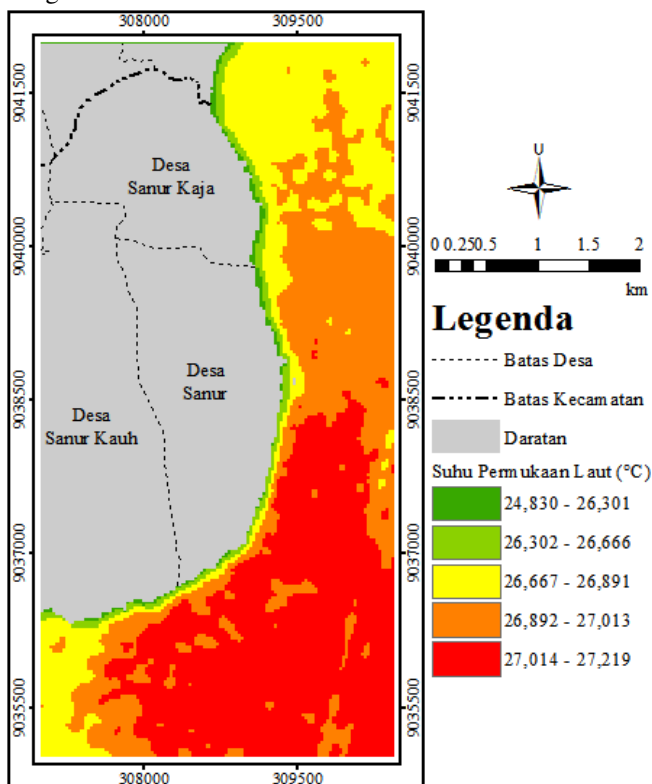 308000 309500
9041500
9041500
Desa
Sanur Kaja
9040000
9040000
Desa
Sanur
9038500
9038500
Desa
Sanur Kauh
9037000
9037000
9035500
9035500
308000 309500
U
0 0.25 0.5 1 1.5 2
km
Legenda
Batas Desa
Batas Kecamatan
Daratan
Suhu Permukaan Laut (°C)
24,830 - 26,301
26,302 - 26,666
26,667 - 26,891
26,892 - 27,013
27,014 - 27,219